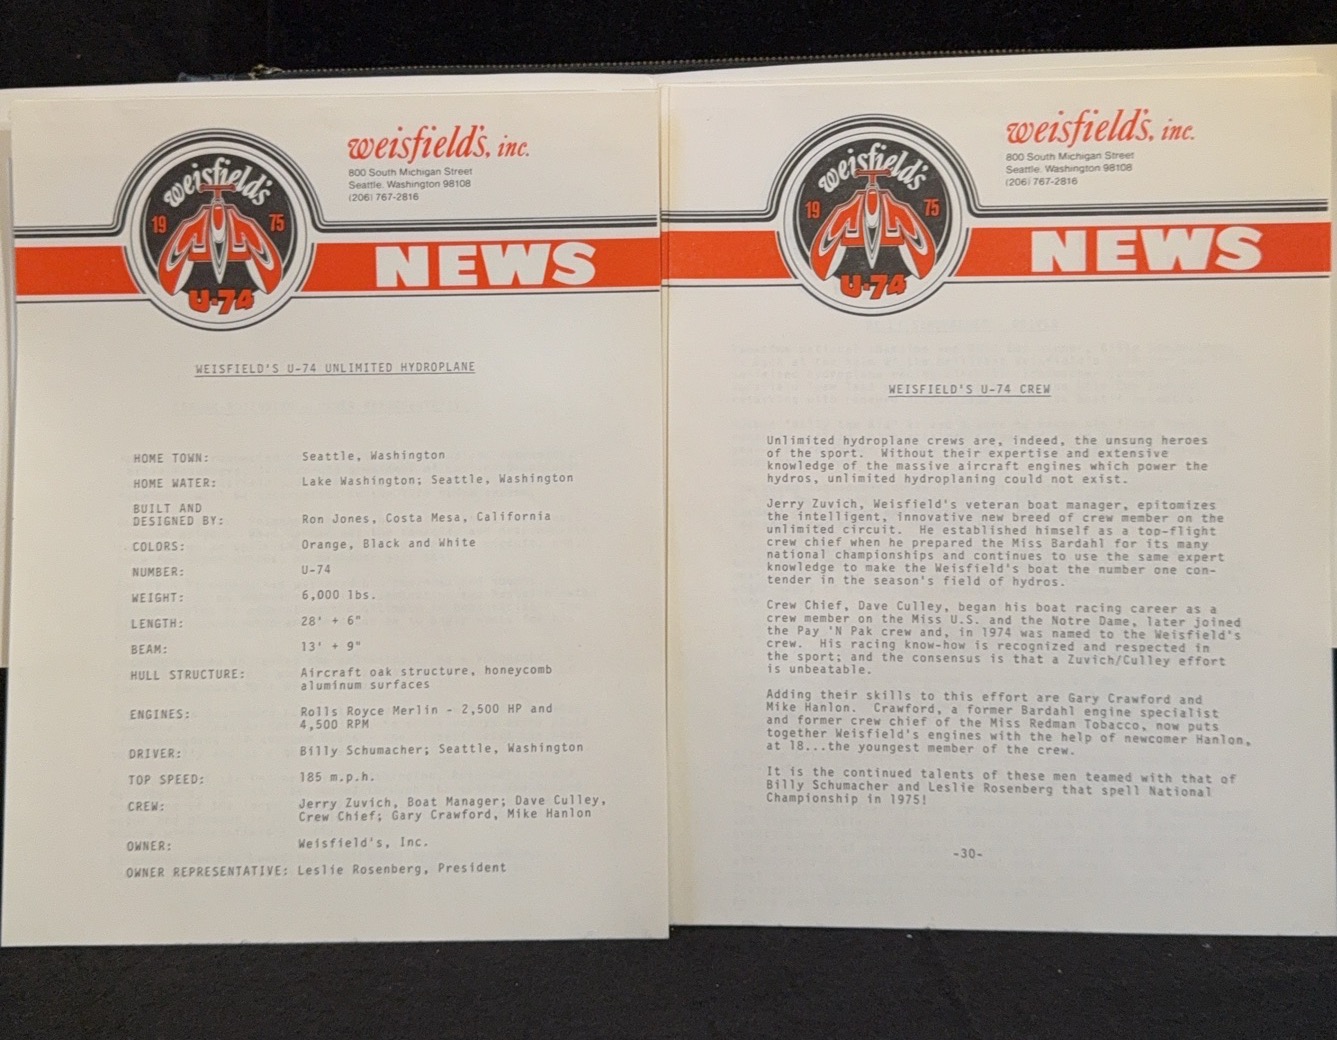 weisfield's, inc.
800 South Michigan Street
Seattle, Washington 98108
(206) 767-2816
weisfield's
19 75
U-74
NEWS
WEISFIELD'S U-74 UNLIMITED HYDROPLANE
HOME TOWN: Seattle, Washington
HOME WATER: Lake Washington; Seattle, Washington
BUILT AND
DESIGNED BY: Ron Jones, Costa Mesa, California
COLORS: Orange, Black and White
NUMBER: U-74
WEIGHT: 6,000 lbs.
LENGTH: 28' + 6"
BEAM: 13' + 9"
HULL STRUCTURE: Aircraft oak structure, honeycomb
aluminum surfaces
ENGINES: Rolls Royce Merlin - 2,500 HP and
4,500 RPM
DRIVER: Billy Schumacher; Seattle, Washington
TOP SPEED: 185 m.p.h.
CREW: Jerry Zuvich, Boat Manager; Dave Culley,
Crew Chief; Gary Crawford, Mike Hanlon
OWNER: Weisfield's, Inc.
OWNER REPRESENTATIVE: Leslie Rosenberg, President
weisfield's, inc.
800 South Michigan Street
Seattle, Washington 98108
(206) 767-2816
weisfield's
19 75
U-74
NEWS
WEISFIELD'S U-74 CREW
Unlimited hydroplane crews are, indeed, the unsung heroes
of the sport. Without their expertise and extensive
knowledge of the massive aircraft engines which power the
hydros, unlimited hydroplaning could not exist.
Jerry Zuvich, Weisfield's veteran boat manager, epitomizes
the intelligent, innovative new breed of crew member on the
unlimited circuit. He established himself as a top-flight
crew chief when he prepared the Miss Bardahl for its many
national championships and continues to use the same expert
knowledge to make the Weisfield's boat the number one con-
tender in the season's field of hydros.
Crew Chief, Dave Culley, began his boat racing career as a
crew member on the Miss U.S. and the Notre Dame, later joined
the Pay 'N Pak crew and, in 1974 was named to the Weisfield's
crew. His racing know-how is recognized and respected in
the sport; and the consensus is that a Zuvich/Culley effort
is unbeatable.
Adding their skills to this effort are Gary Crawford and
Mike Hanlon. Crawford, a former Bardahl engine specialist
and former crew chief of the Miss Redman Tobacco, now puts
together Weisfield's engines with the help of newcomer Hanlon,
at 18...the youngest member of the crew.
It is the continued talents of these men teamed with that of
Billy Schumacher and Leslie Rosenberg that spell National
Championship in 1975!
-30-